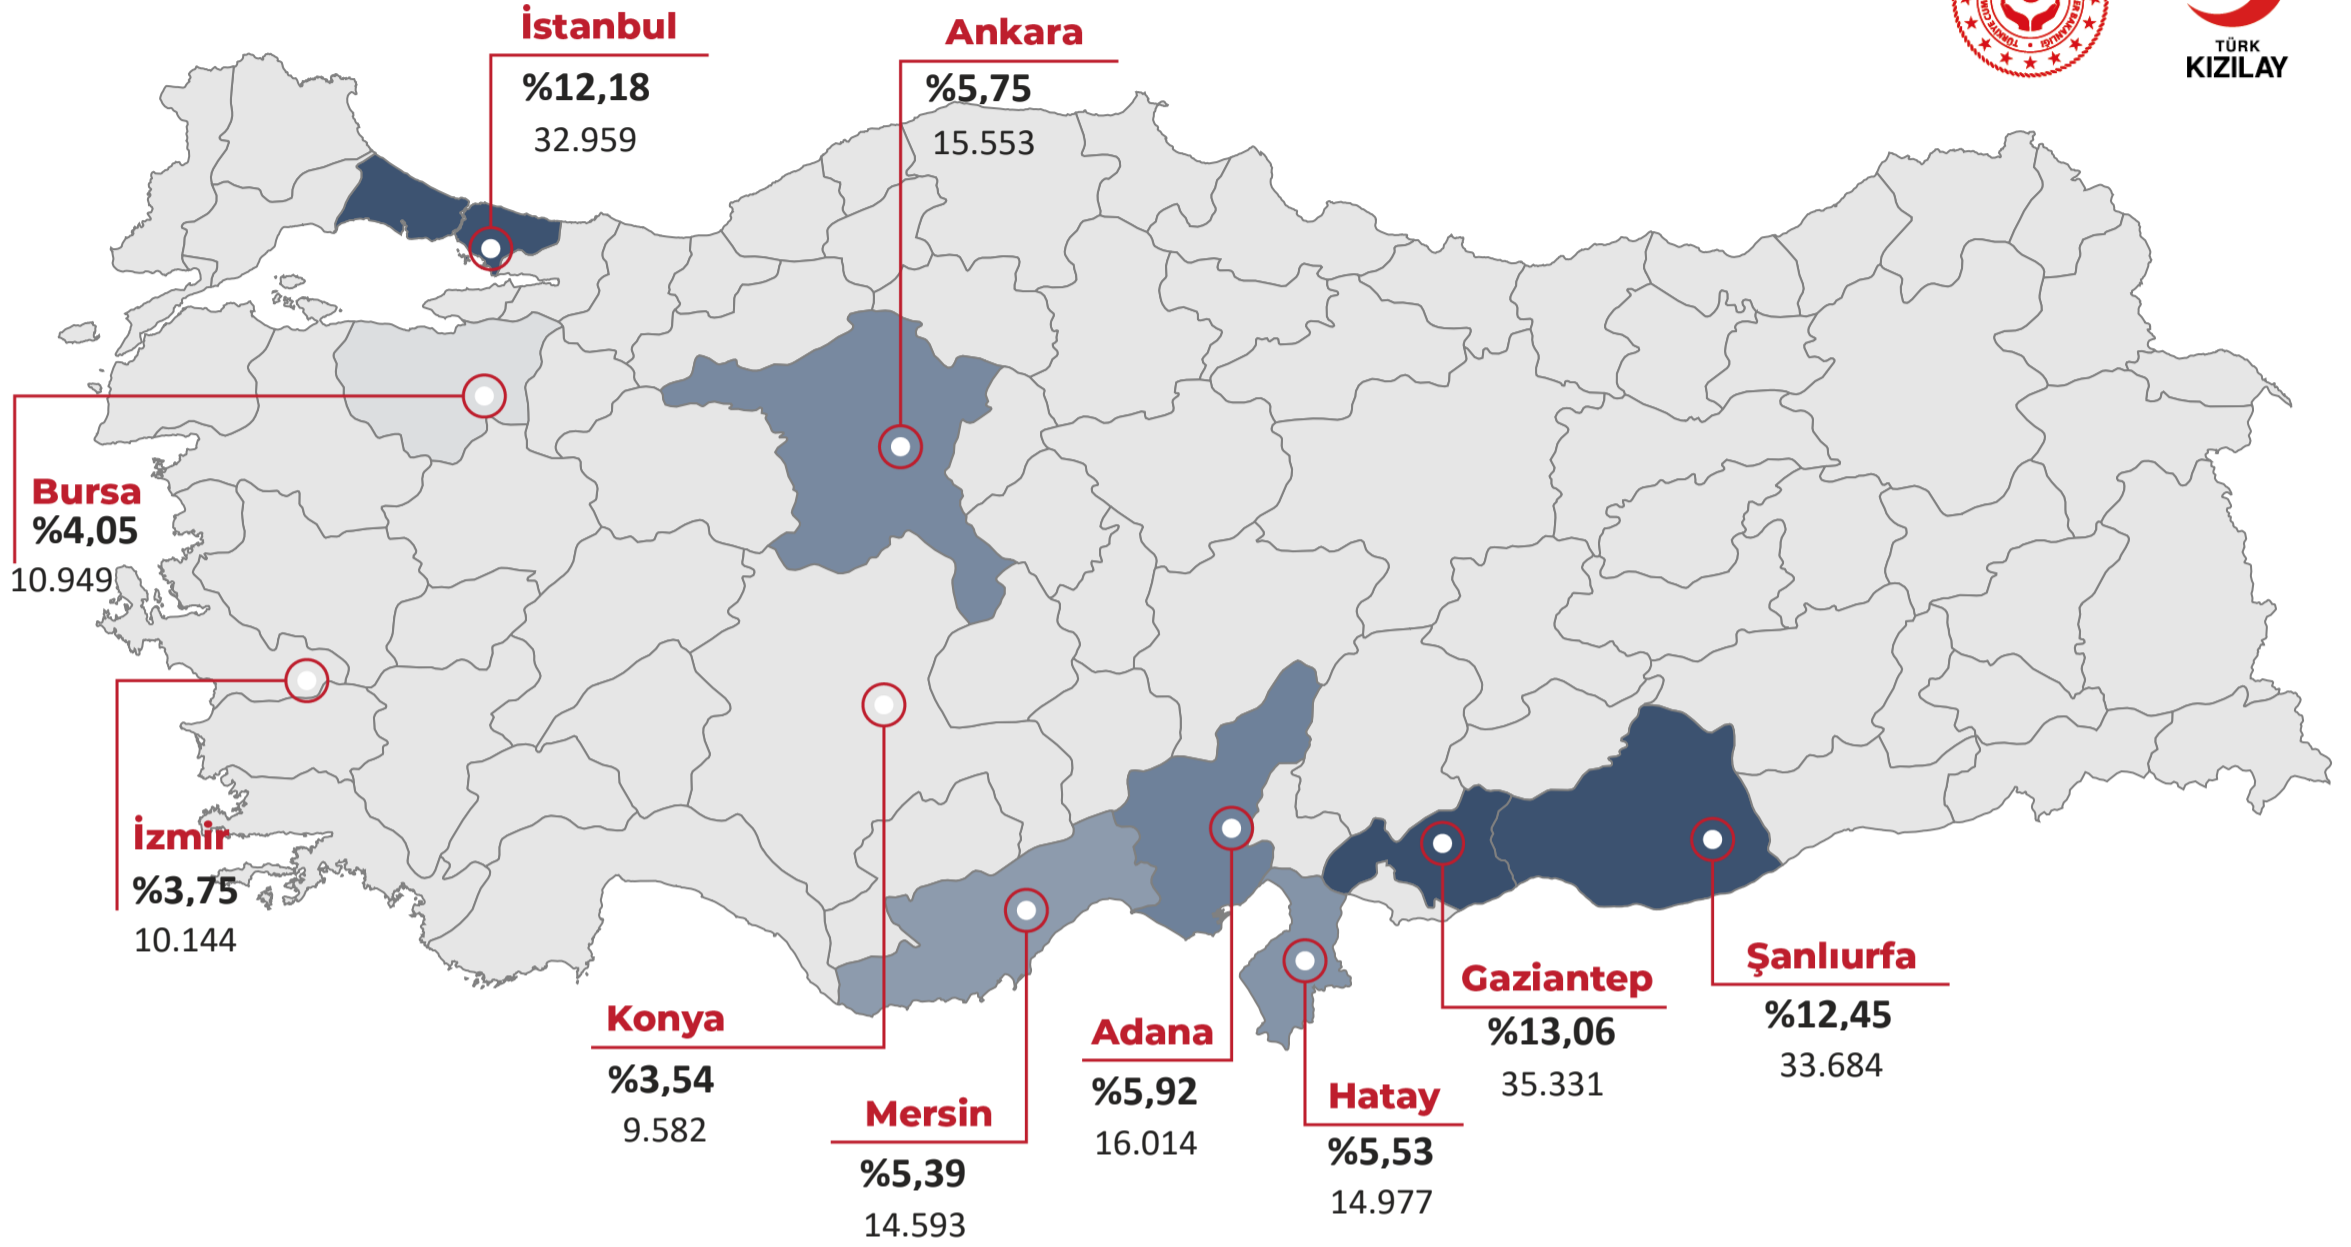 İstanbul
%12,18
32.959
Ankara
%5,75
15.553
TÜRK
KIZILAY
Bursa
%4,05
10.949
İzmir
%3,75
10.144
Konya
%3,54
9.582
Mersin
%5,39
14.593
Adana
%5,92
16.014
Hatay
%5,53
14.977
Gaziantep
%13,06
35.331
Şanlıurfa
%12,45
33.684